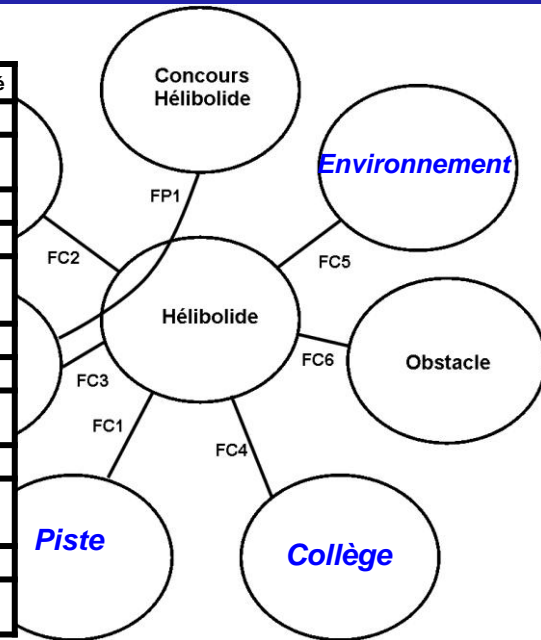 é
Concours
Hélibolide
Environnement
FP1
FC2
FC5
Hélibolide
FC6
Obstacle
FC3
FC1
FC4
Piste
Collège